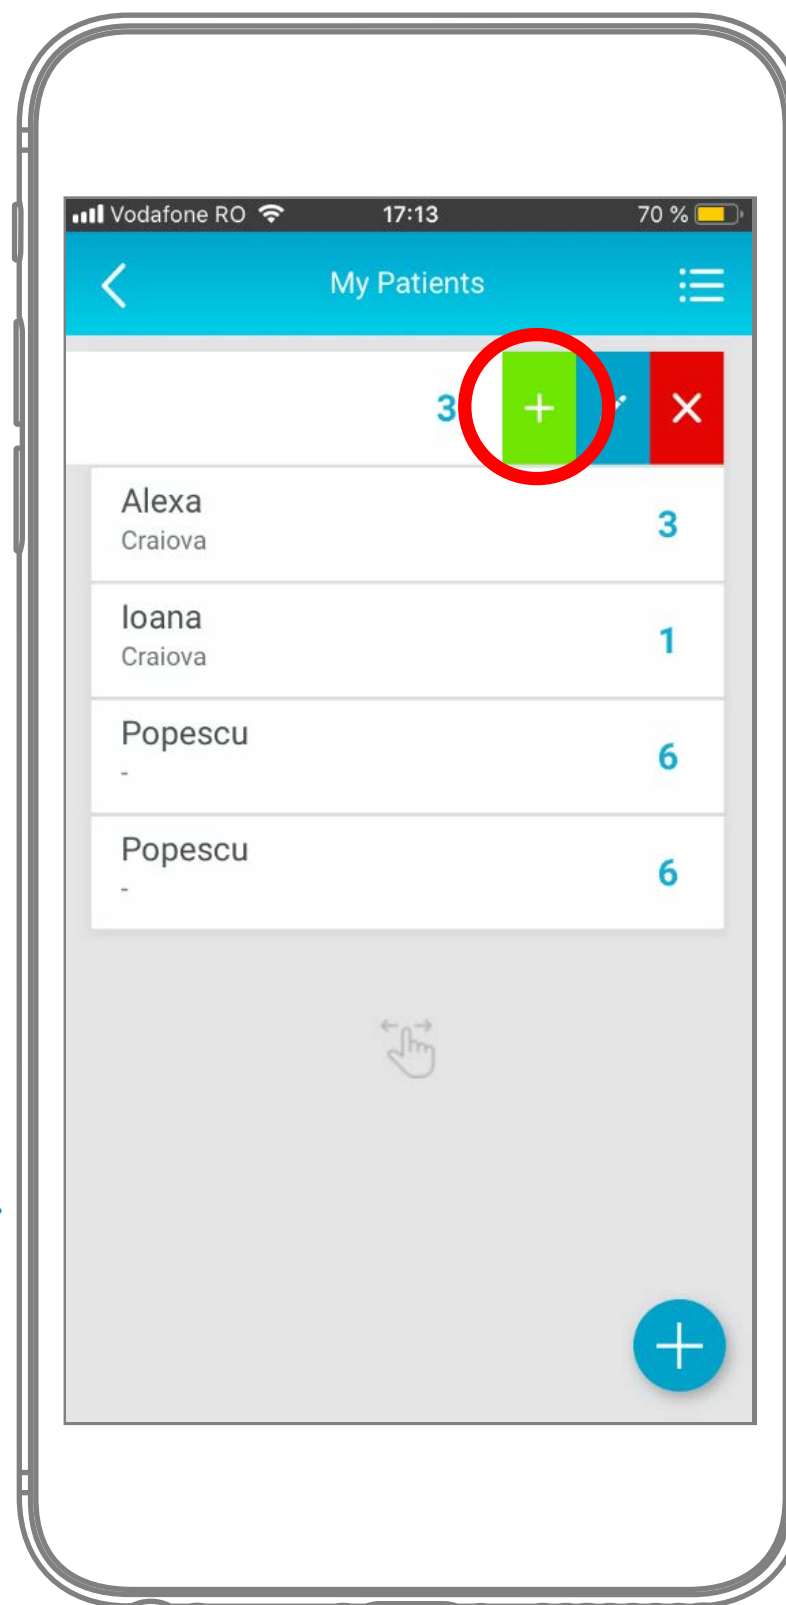 Vodafone RO 17:13 70 %
My Patients
3
Alexa
Craiova
3
Ioana
Craiova
1
Popescu
-
6
Popescu
-
6